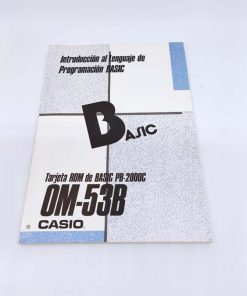 Introducción al Lenguaje de
Programación BASIC
BASIC
Tarjeta ROM de BASIC PB-2000C
OM-53B
CASIO